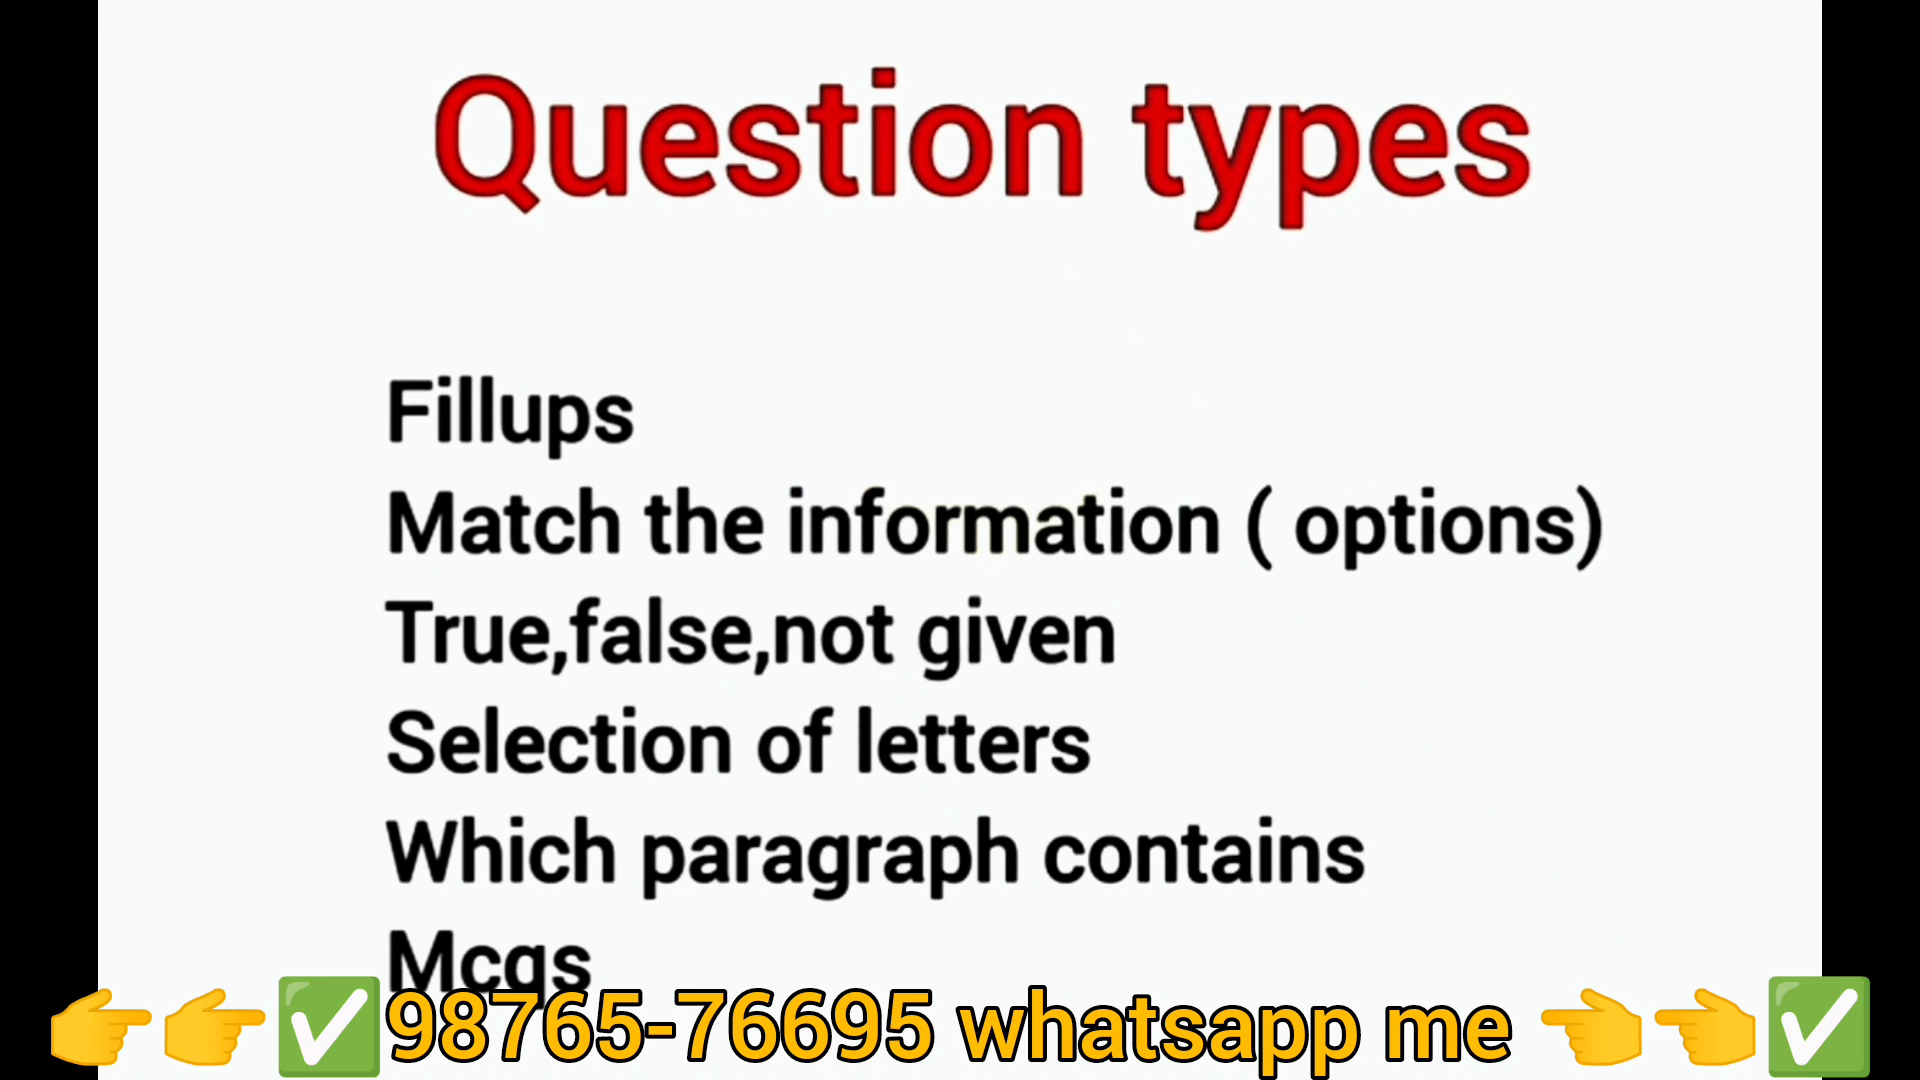 Question types
Fillups
Match the information ( options)
True,false,not given
Selection of letters
Which paragraph contains
Mcqs
👉👉✅98765-76695 whatsapp me 👈👈✅